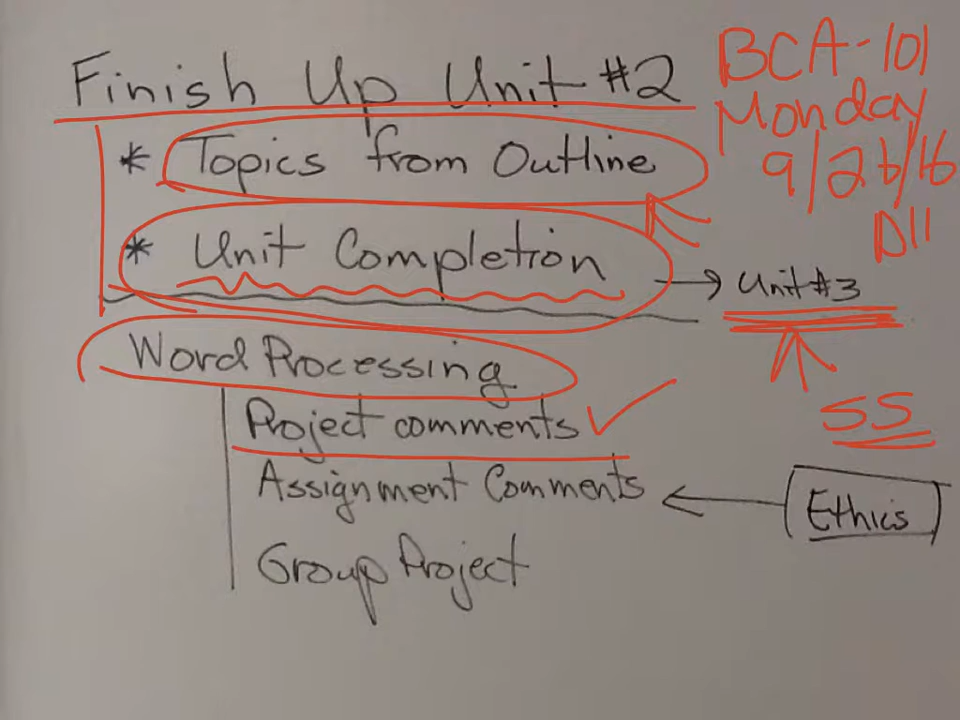 Finish Up Unit #2
* Topics from Outline
* Unit Completion
→ Unit #3
Word Processing
Project comments
Assignment Comments
Group Project
Ethics
BCA-101
Monday
9/26/16
D11
SS